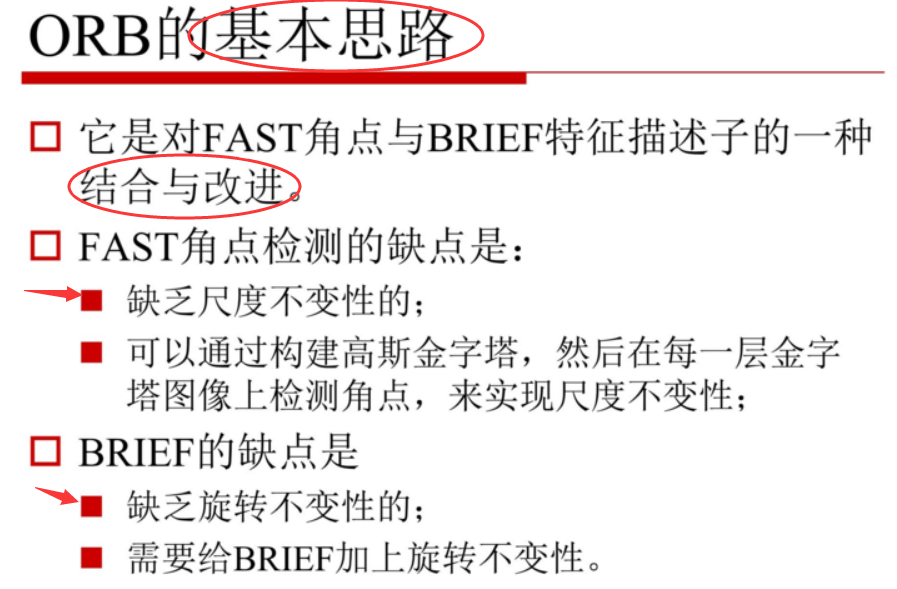 ORB的基本思路
它是对FAST角点与BRIEF特征描述子的一种
结合与改进。
FAST角点检测的缺点是：
缺乏尺度不变性的；
可以通过构建高斯金字塔，然后在每一层金字
塔图像上检测角点，来实现尺度不变性；
BRIEF的缺点是
缺乏旋转不变性的；
需要给BRIEF加上旋转不变性。